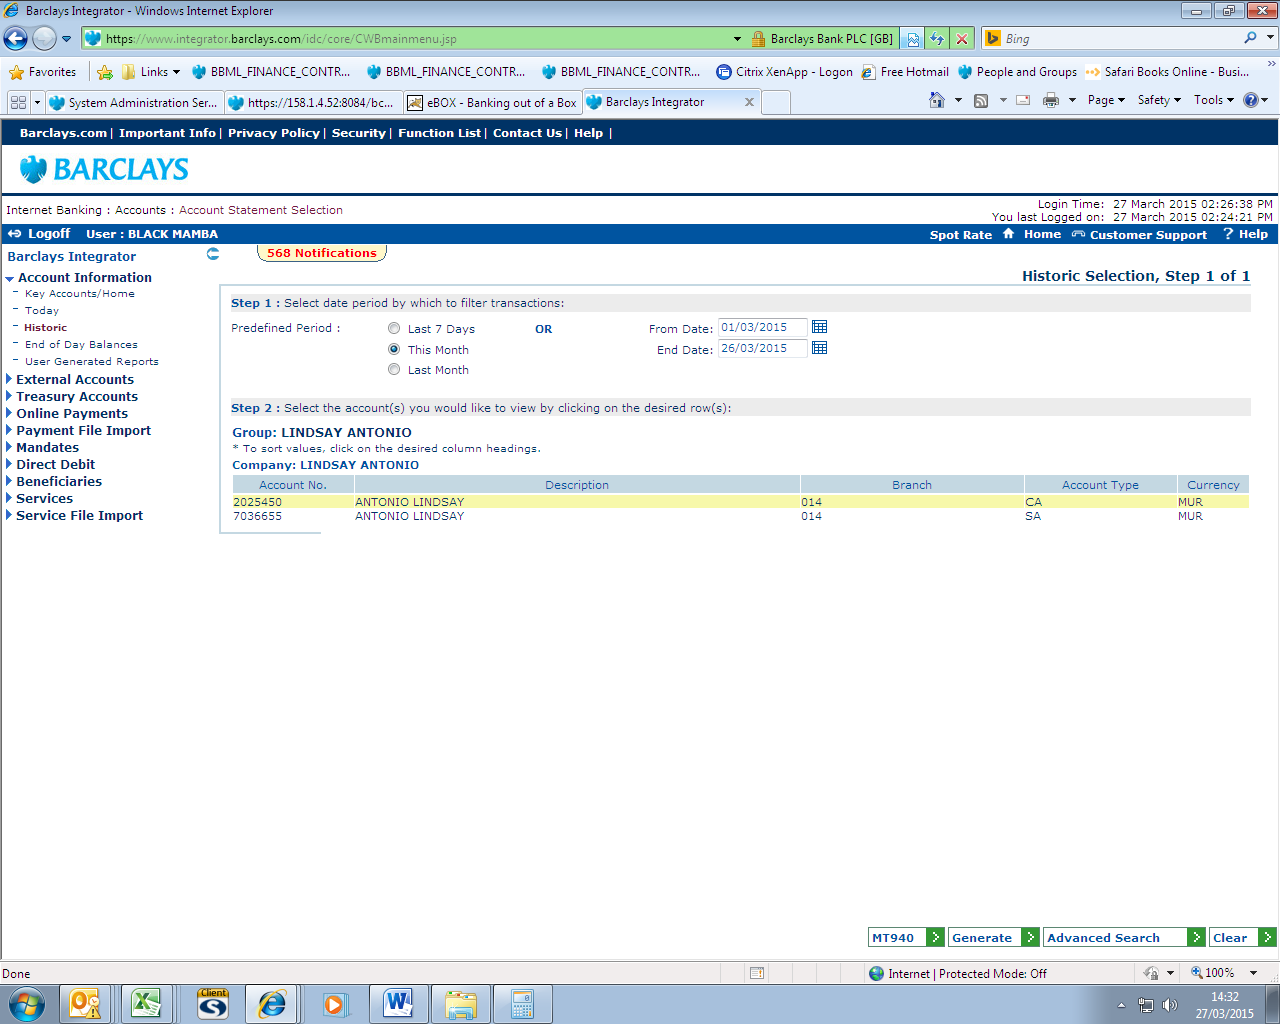 Barclays Integrator - Windows Internet Explorer
https://www.integrator.barclays.com/idc/core/CWBmainmenu.jsp
Barclays Bank PLC [GB]
Bing
Favorites
Links
BBML_FINANCE_CONTR...
BBML_FINANCE_CONTR...
BBML_FINANCE_CONTR...
Citrix XenApp - Logon
Free Hotmail
People and Groups
Safari Books Online - Busi...
System Administration Ser...
https://158.1.4.52:8084/bc...
eBOX - Banking out of a Box
Barclays Integrator
Page
Safety
Tools
Barclays.com | Important Info | Privacy Policy | Security | Function List | Contact Us | Help |
BARCLAYS
Internet Banking : Accounts : Account Statement Selection
Login Time: 27 March 2015 02:26:38 PM
You last Logged on: 27 March 2015 02:24:21 PM
Logoff User : BLACK MAMBA
Spot Rate Home Customer Support ? Help
Barclays Integrator
568 Notifications
Historic Selection, Step 1 of 1
Account Information
Key Accounts/Home
Today
Historic
End of Day Balances
User Generated Reports
External Accounts
Treasury Accounts
Online Payments
Payment File Import
Mandates
Direct Debit
Beneficiaries
Services
Service File Import
Step 1 : Select date period by which to filter transactions:
Predefined Period :
Last 7 Days
This Month
Last Month
OR
From Date: 01/03/2015
End Date: 26/03/2015
Step 2 : Select the account(s) you would like to view by clicking on the desired row(s):
Group: LINDSAY ANTONIO
* To sort values, click on the desired column headings.
Company: LINDSAY ANTONIO
Account No. Description Branch Account Type Currency
2025450 ANTONIO LINDSAY 014 CA MUR
7036655 ANTONIO LINDSAY 014 SA MUR
MT940 Generate Advanced Search Clear
Done
Internet | Protected Mode: Off
100%
Client
14:32
27/03/2015